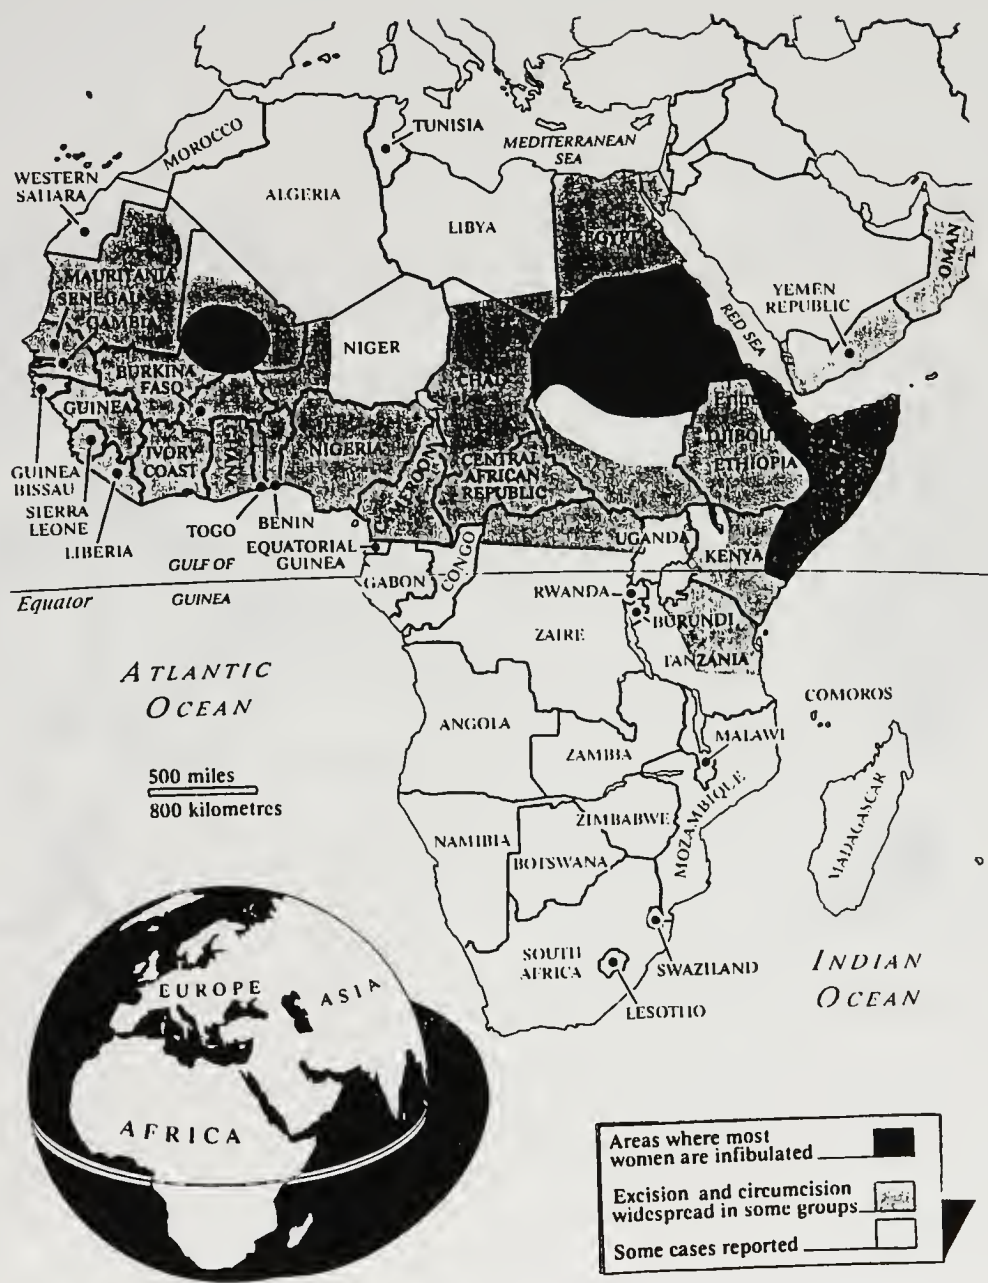 TUNISIA
MEDITERRANEAN
SEA
MOROCCO
WESTERN
SAHARA
ALGERIA
LIBYA
EGYPT
OMAN
MAURITANIA
SENEGAL
GAMBIA
YEMEN
REPUBLIC
RED SEA
NIGER
BURKINA
FASO
CHAD
GUINEA
DJIBOUTI
IVORY
COAST
GHANA
NIGERIA
CAMEROON
CENTRAL
AFRICAN
REPUBLIC
ETHIOPIA
GUINEA
BISSAU
SIERRA
LEONE
LIBERIA
TOGO
BENIN
EQUATORIAL
GUINEA
UGANDA
KENYA
GULF OF
GUINEA
GABON
CONGO
Equator
RWANDA
BURUNDI
ZAIRE
TANZANIA
ATLANTIC
OCEAN
COMOROS
ANGOLA
ZAMBIA
MALAWI
500 miles
800 kilometres
MOZAMBIQUE
MADAGASCAR
NAMIBIA
ZIMBABWE
BOTSWANA
SOUTH
AFRICA
SWAZILAND
LESOTHO
INDIAN
OCEAN
EUROPE
ASIA
AFRICA
Areas where most
women are infibulated
Excision and circumcision
widespread in some groups
Some cases reported